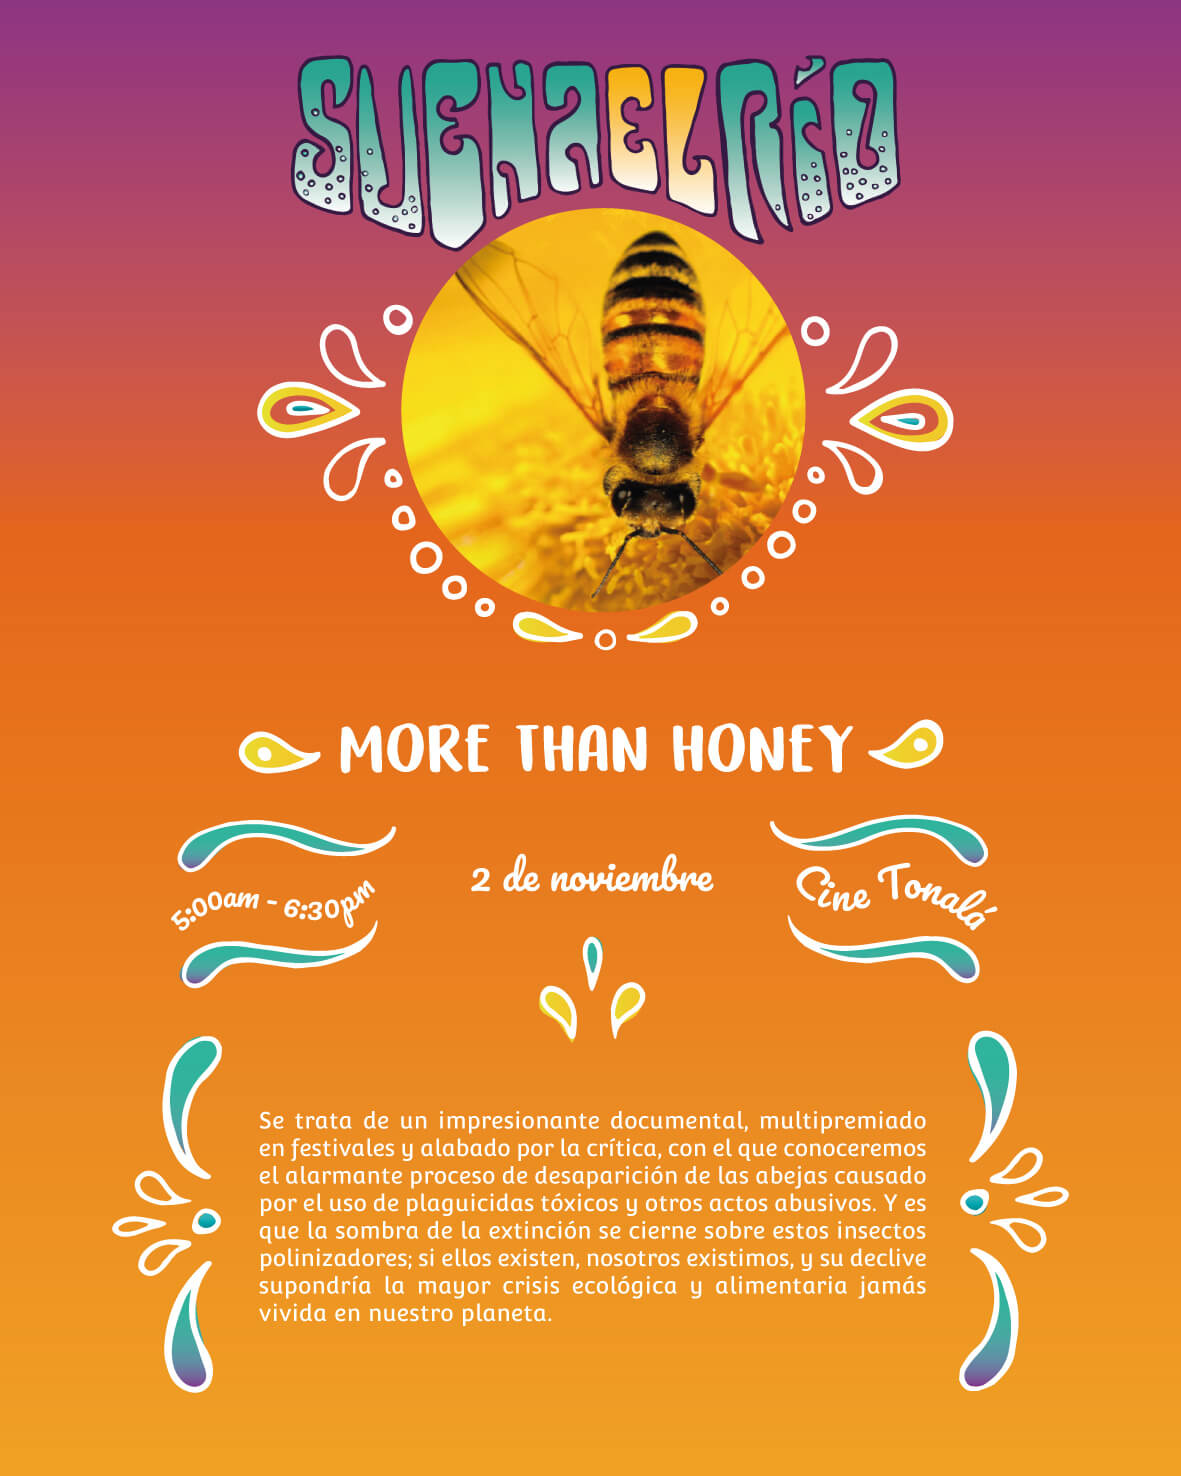 SUENA EL RÍO
MORE THAN HONEY
5:00am - 6:30pm
2 de noviembre
Cine Tonalá
Se trata de un impresionante documental, multipremiado
en festivales y alabado por la crítica, con el que conoceremos
el alarmante proceso de desaparición de las abejas causado
por el uso de plaguicidas tóxicos y otros actos abusivos. Y es
que la sombra de la extinción se cierne sobre estos insectos
polinizadores; si ellos existen, nosotros existimos, y su declive
supondría la mayor crisis ecológica y alimentaria jamás
vivida en nuestro planeta.